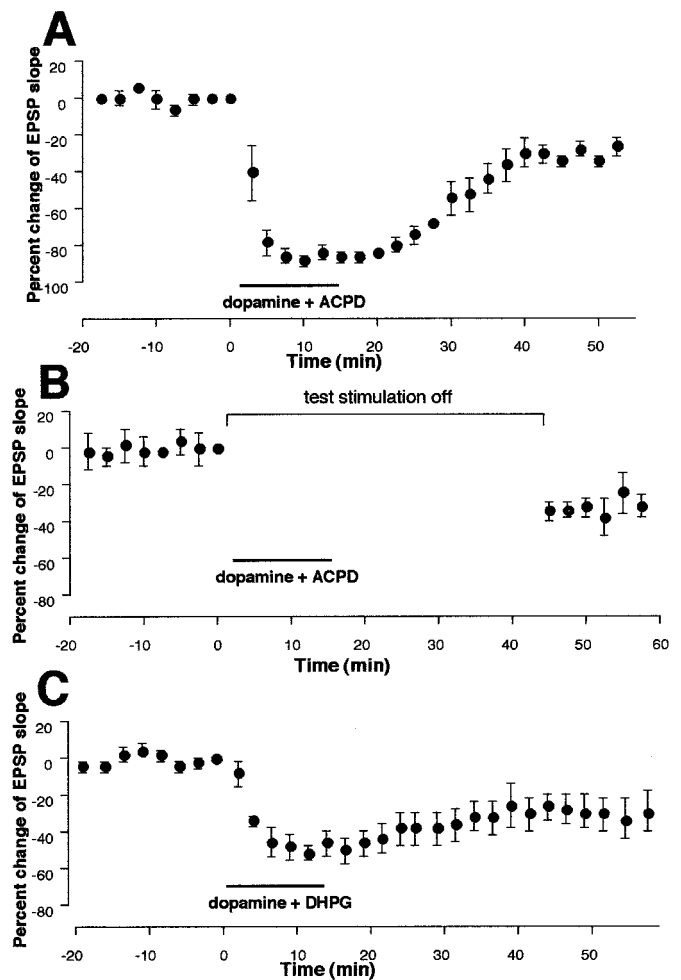 A
Percent change of EPSP slope
20
0
-20
-40
-60
-80
-100
dopamine + ACPD
-20 -10 0 10 20 30 40 50
Time (min)
B
Percent change of EPSP slope
test stimulation off
20
0
-20
-40
-60
-80
dopamine + ACPD
-20 -10 0 10 20 30 40 50 60
Time (min)
C
Percent change of EPSP slope
20
0
-20
-40
-60
-80
dopamine + DHPG
-20 -10 0 10 20 30 40 50
Time (min)